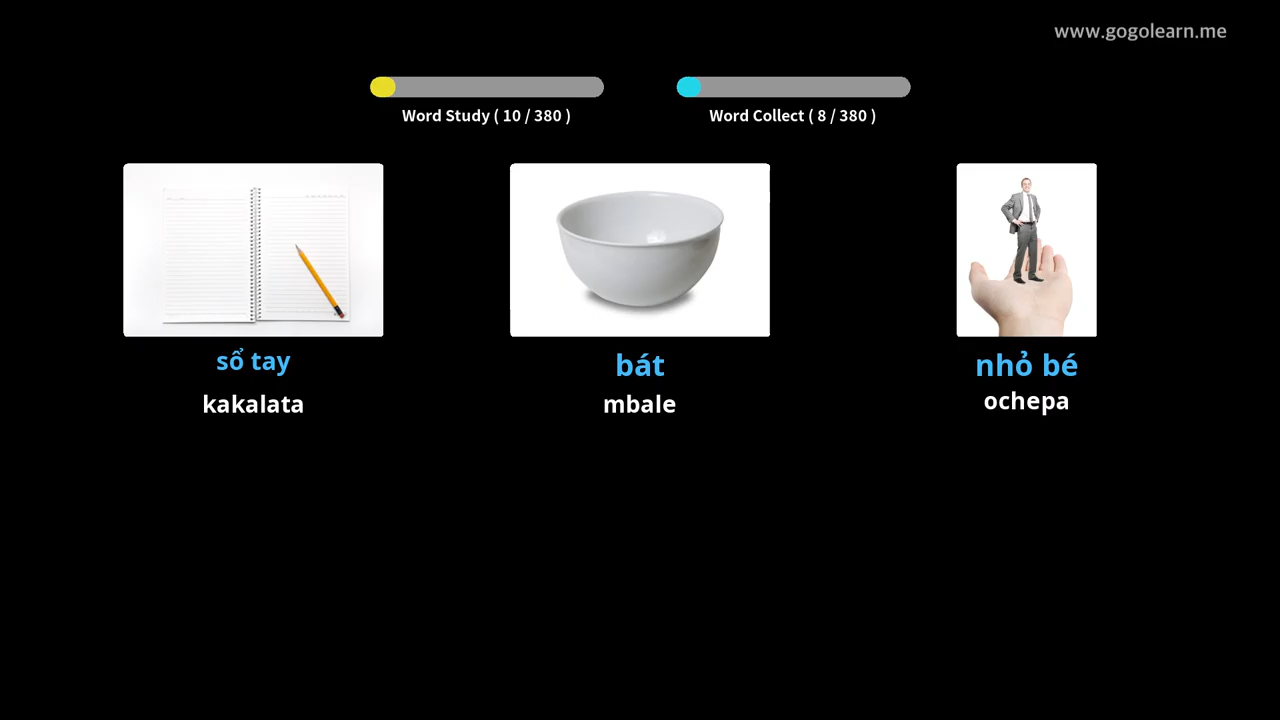 www.gogolearn.me
Word Study ( 10 / 380 )
Word Collect ( 8 / 380 )
sổ tay
kakalata
bát
mbale
nhỏ bé
ochepa